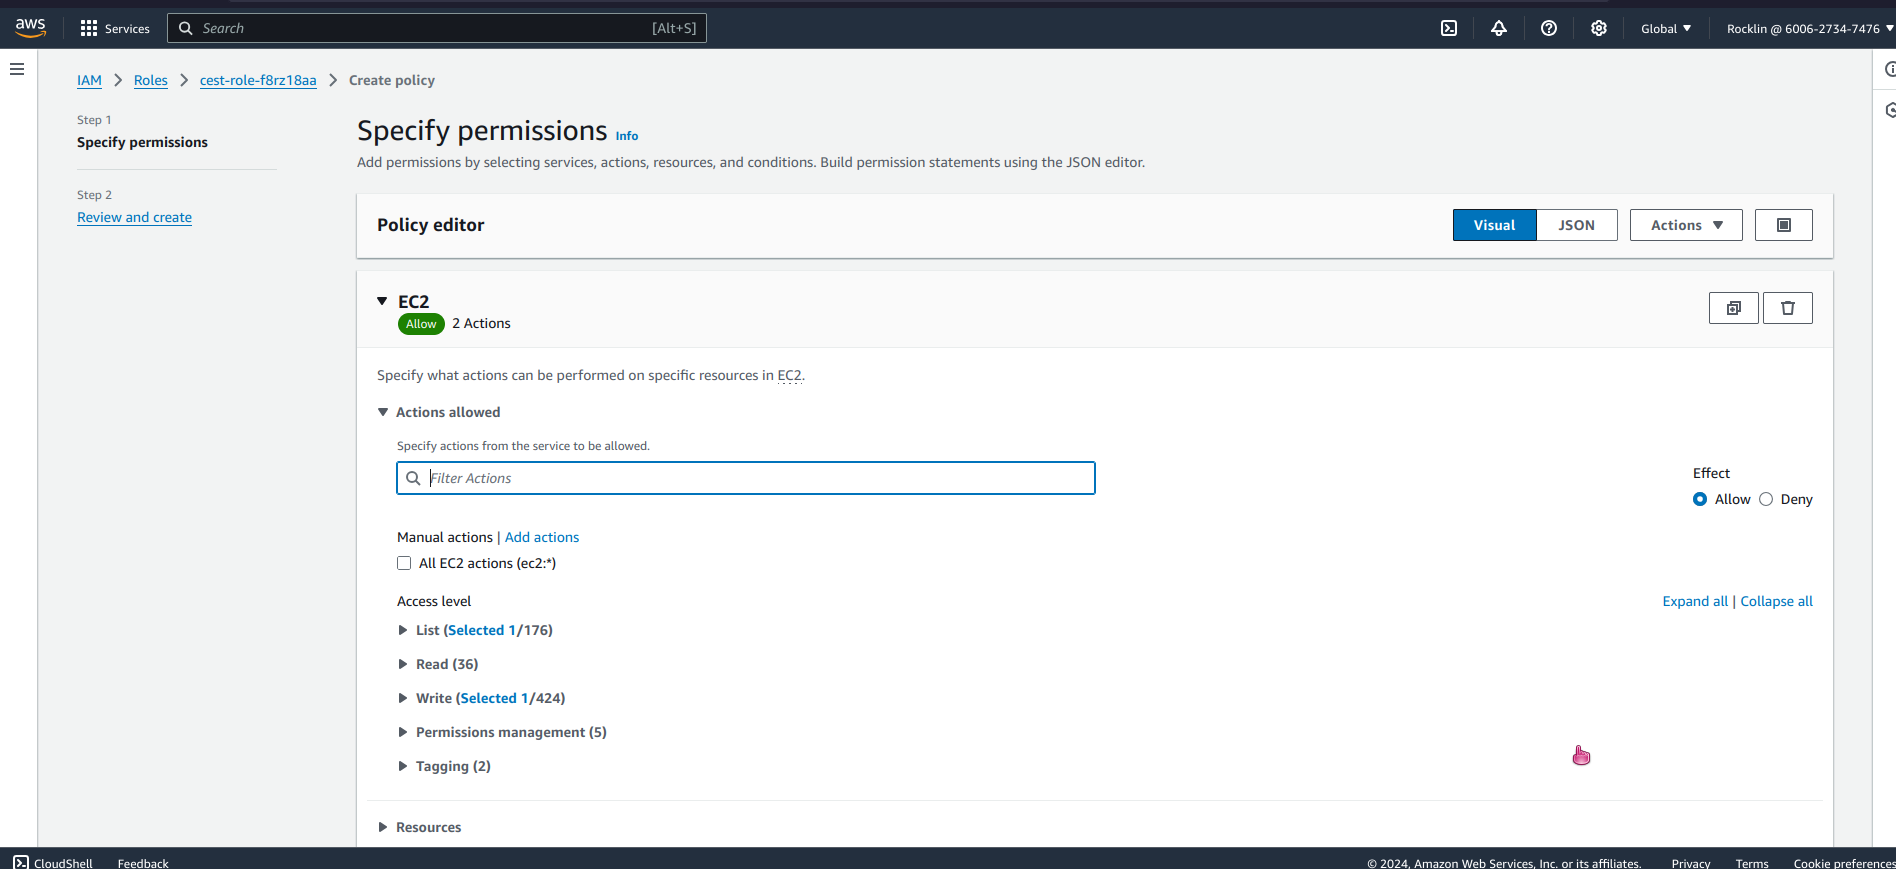 aws
Services
Search
[Alt+S]
Global
Rocklin @ 6006-2734-7476
IAM
Roles
cest-role-f8rz18aa
Create policy
Step 1
Specify permissions
Step 2
Review and create
Specify permissions Info
Add permissions by selecting services, actions, resources, and conditions. Build permission statements using the JSON editor.
Policy editor
Visual
JSON
Actions
EC2
Allow 2 Actions
Specify what actions can be performed on specific resources in EC2.
Actions allowed
Specify actions from the service to be allowed.
Filter Actions
Effect
Allow
Deny
Manual actions | Add actions
All EC2 actions (ec2:*)
Access level
Expand all | Collapse all
List (Selected 1/176)
Read (36)
Write (Selected 1/424)
Permissions management (5)
Tagging (2)
Resources
CloudShell
Feedback
© 2024, Amazon Web Services, Inc. or its affiliates.
Privacy
Terms
Cookie preferences